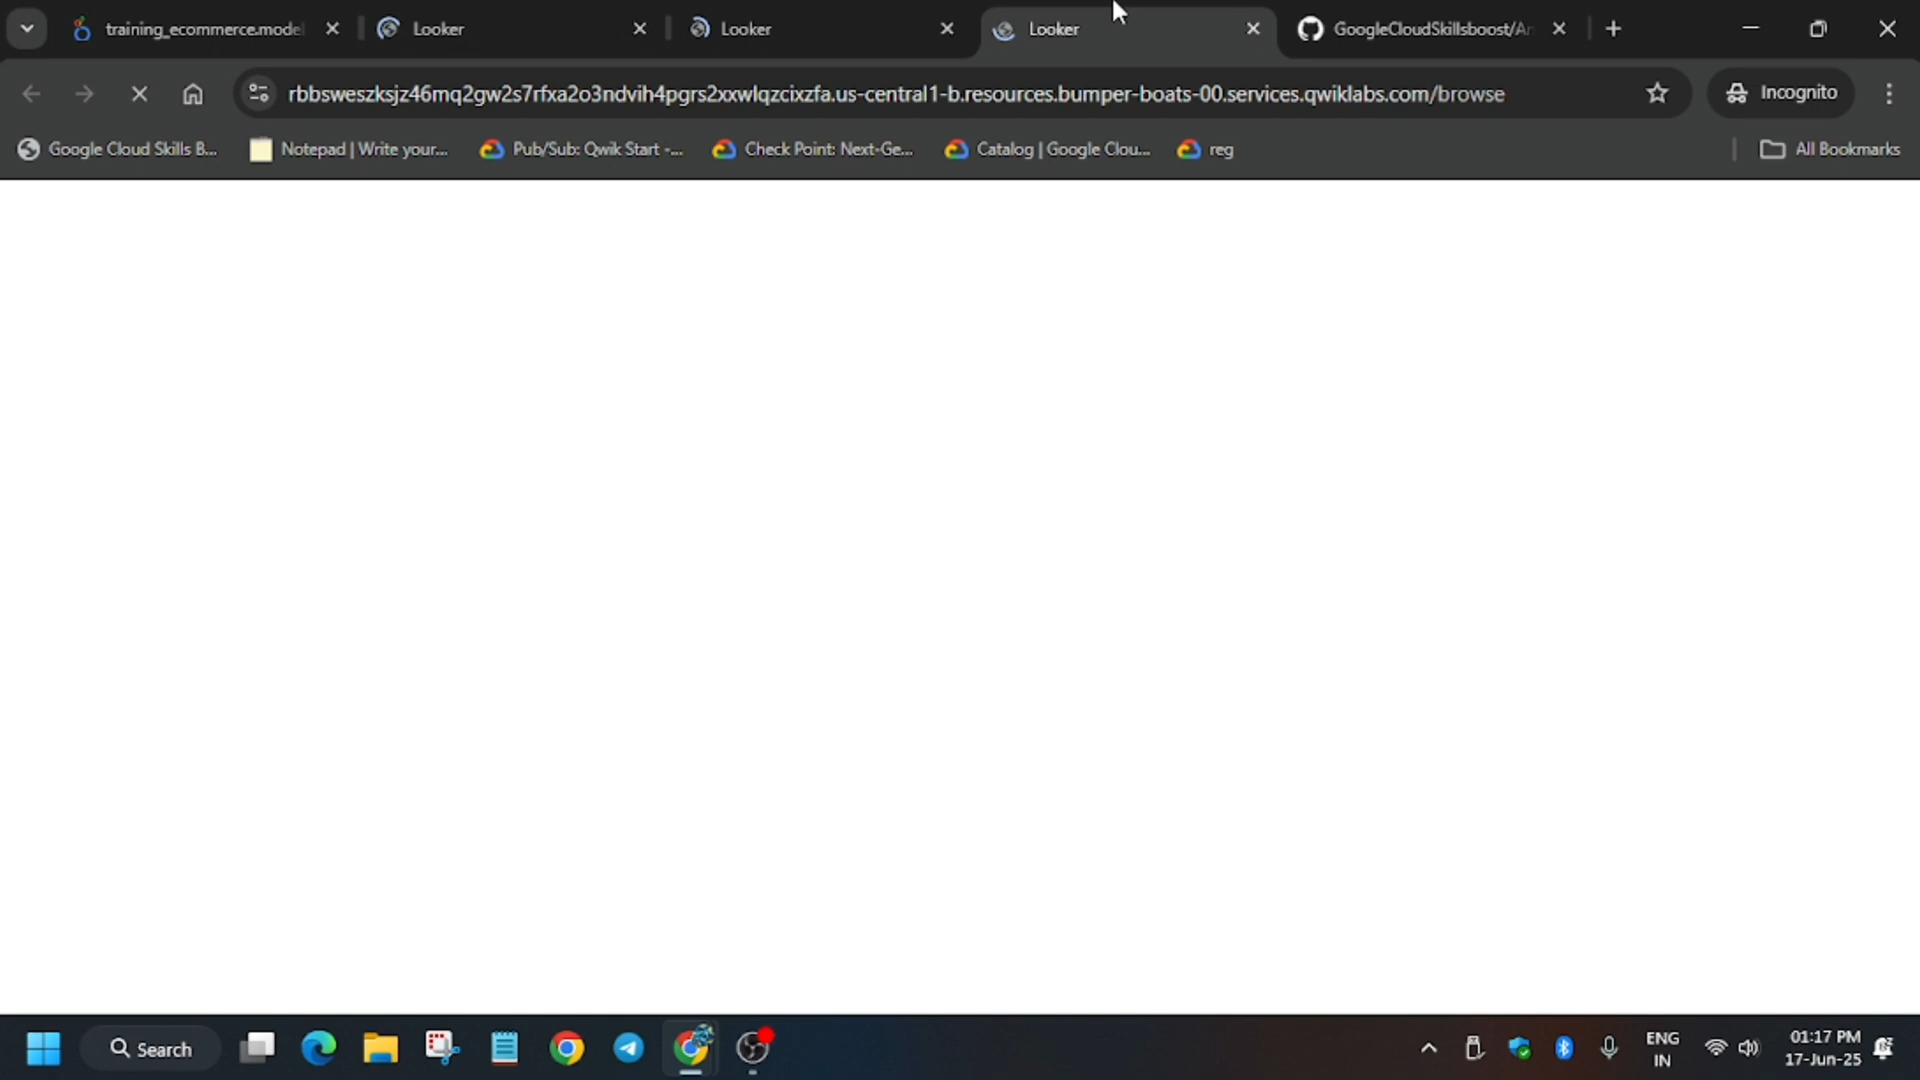 training_ecommerce.mode
Looker
Looker
Looker
GoogleCloudSkillsboost/Ar
rbbsweszksjz46mq2gw2s7rfxa2o3ndvih4pgrs2xxwlqzcixzfa.us-central1-b.resources.bumper-boats-00.services.qwiklabs.com/browse
Incognito
Google Cloud Skills B...
Notepad | Write your...
Pub/Sub: Qwik Start -...
Check Point: Next-Ge...
Catalog | Google Clou...
reg
All Bookmarks
Search
ENG
IN
01:17 PM
17-Jun-25